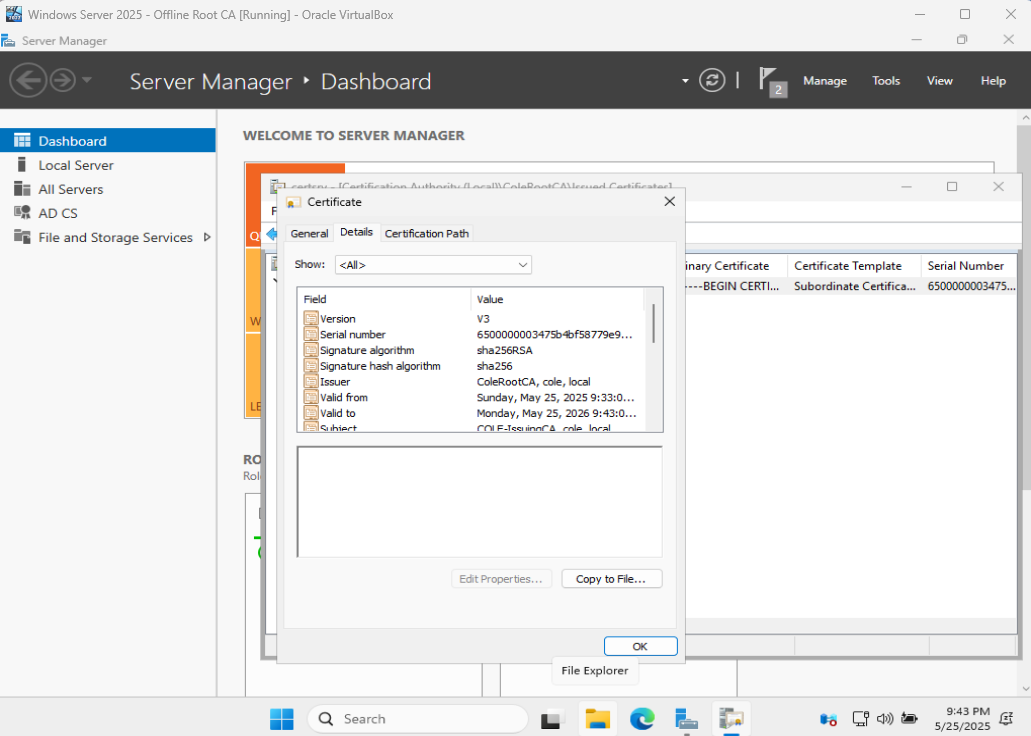 Windows Server 2025 - Offline Root CA [Running] - Oracle VirtualBox
Server Manager
Server Manager ‣ Dashboard
2
Manage Tools View Help
Dashboard
Local Server
All Servers
AD CS
File and Storage Services
WELCOME TO SERVER MANAGER
certsrv - [Certification Authority (Local)\ColeRootCA\Issued Certificates]
Certificate
General Details Certification Path
Show: <All>
Field Value
Version V3
Serial number 6500000003475b4bf58779e9...
Signature algorithm sha256RSA
Signature hash algorithm sha256
Issuer ColeRootCA, cole, local
Valid from Sunday, May 25, 2025 9:33:0...
Valid to Monday, May 25, 2026 9:43:0...
Subject COLE-IssuingCA, cole, local
Edit Properties... Copy to File...
OK
inary Certificate Certificate Template Serial Number
----BEGIN CERTI... Subordinate Certifica... 6500000003475...
File Explorer
Search
9:43 PM
5/25/2025